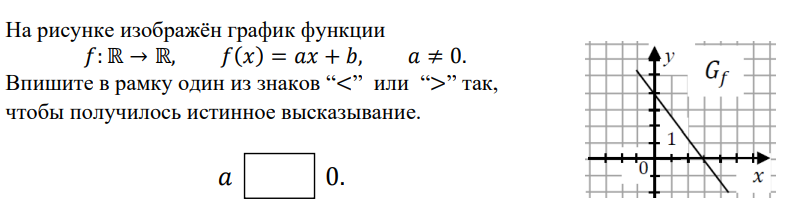 На рисунке изображён график функции
f: ℝ → ℝ, f(x) = ax + b, a ≠ 0.
Впишите в рамку один из знаков “<” или “>” так,
чтобы получилось истинное высказывание.
a 0.
y
G_f
1
0
x